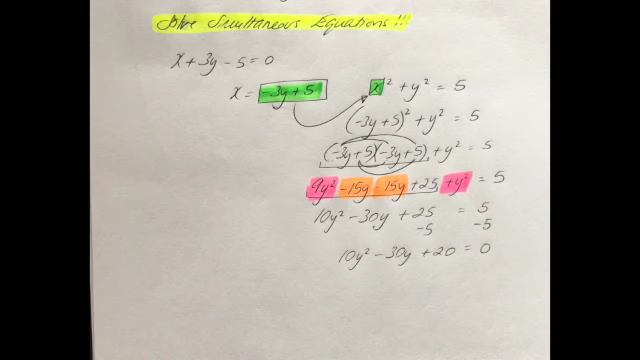 Solve Simultaneous Equations!!!
x + 3y - 5 = 0
x = -3y + 5
x² + y² = 5
(-3y + 5)² + y² = 5
(-3y + 5)(-3y + 5) + y² = 5
9y² - 15y - 15y + 25 + y² = 5
10y² - 30y + 25 = 5
-5 -5
10y² - 30y + 20 = 0